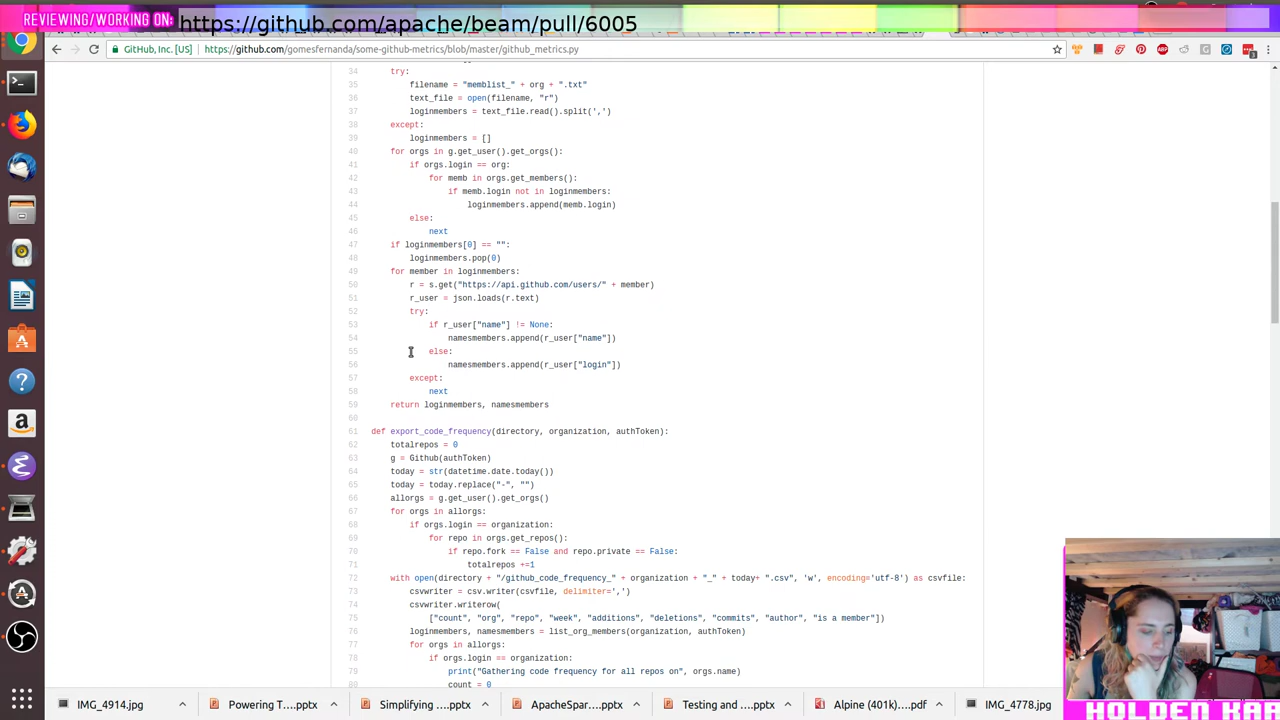 REVIEWING/WORKING ON: https://github.com/apache/beam/pull/6005
GitHub, Inc. [US] https://github.com/gomesfernanda/some-github-metrics/blob/master/github_metrics.py
34 try:
35 filename = "memblist_" + org + ".txt"
36 text_file = open(filename, "r")
37 loginmembers = text_file.read().split(',')
38 except:
39 loginmembers = []
40 for orgs in g.get_user().get_orgs():
41 if orgs.login == org:
42 for memb in orgs.get_members():
43 if memb.login not in loginmembers:
44 loginmembers.append(memb.login)
45 else:
46 next
47 if loginmembers[0] == "":
48 loginmembers.pop(0)
49 for member in loginmembers:
50 r = s.get("https://api.github.com/users/" + member)
51 r_user = json.loads(r.text)
52 try:
53 if r_user["name"] != None:
54 namesmembers.append(r_user["name"])
55 else:
56 namesmembers.append(r_user["login"])
57 except:
58 next
59 return loginmembers, namesmembers
60
61 def export_code_frequency(directory, organization, authToken):
62 totalrepos = 0
63 g = Github(authToken)
64 today = str(datetime.date.today())
65 today = today.replace("-", "")
66 allorgs = g.get_user().get_orgs()
67 for orgs in allorgs:
68 if orgs.login == organization:
69 for repo in orgs.get_repos():
70 if repo.fork == False and repo.private == False:
71 totalrepos +=1
72 with open(directory + "/github_code_frequency_" + organization + "_" + today+ ".csv", 'w', encoding='utf-8') as csvfile:
73 csvwriter = csv.writer(csvfile, delimiter=',')
74 csvwriter.writerow(
75 ["count", "org", "repo", "week", "additions", "deletions", "commits", "author", "is a member"])
76 loginmembers, namesmembers = list_org_members(organization, authToken)
77 for orgs in allorgs:
78 if orgs.login == organization:
79 print("Gathering code frequency for all repos on", orgs.name)
80 count = 0
IMG_4914.jpg Powering T....pptx Simplifying ....pptx ApacheSpar....pptx Testing and ....pptx Alpine (401k)....pdf IMG_4778.jpg
HOLDEN KAR